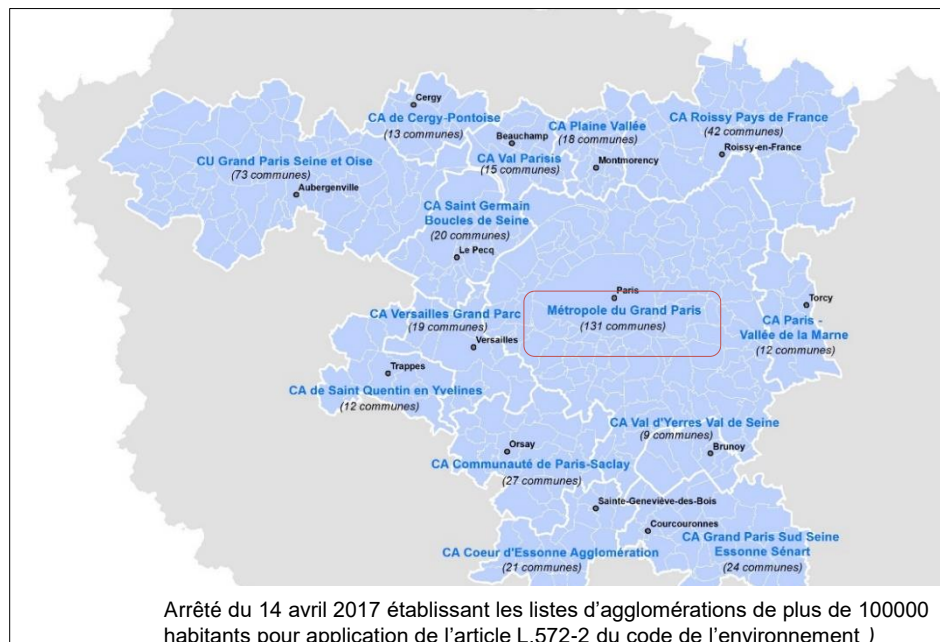 Cergy
CA de Cergy-Pontoise
(13 communes)
Beauchamp
CA Plaine Vallée
(18 communes)
CA Roissy Pays de France
(42 communes)
Roissy-en-France
CA Val Parisis
(15 communes)
Montmorency
CU Grand Paris Seine et Oise
(73 communes)
Aubergenville
CA Saint Germain
Boucles de Seine
(20 communes)
Le Pecq
Paris
Métropole du Grand Paris
(131 communes)
Torcy
CA Paris -
Vallée de la Marne
(12 communes)
CA Versailles Grand Parc
(19 communes)
Versailles
Trappes
CA de Saint Quentin en Yvelines
(12 communes)
CA Val d'Yerres Val de Seine
(9 communes)
Brunoy
Orsay
CA Communauté de Paris-Saclay
(27 communes)
Sainte-Geneviève-des-Bois
Courcouronnes
CA Coeur d'Essonne Agglomération
(21 communes)
CA Grand Paris Sud Seine
Essonne Sénart
(24 communes)
Arrêté du 14 avril 2017 établissant les listes d’agglomérations de plus de 100000
habitants pour application de l’article L.572-2 du code de l’environnement )